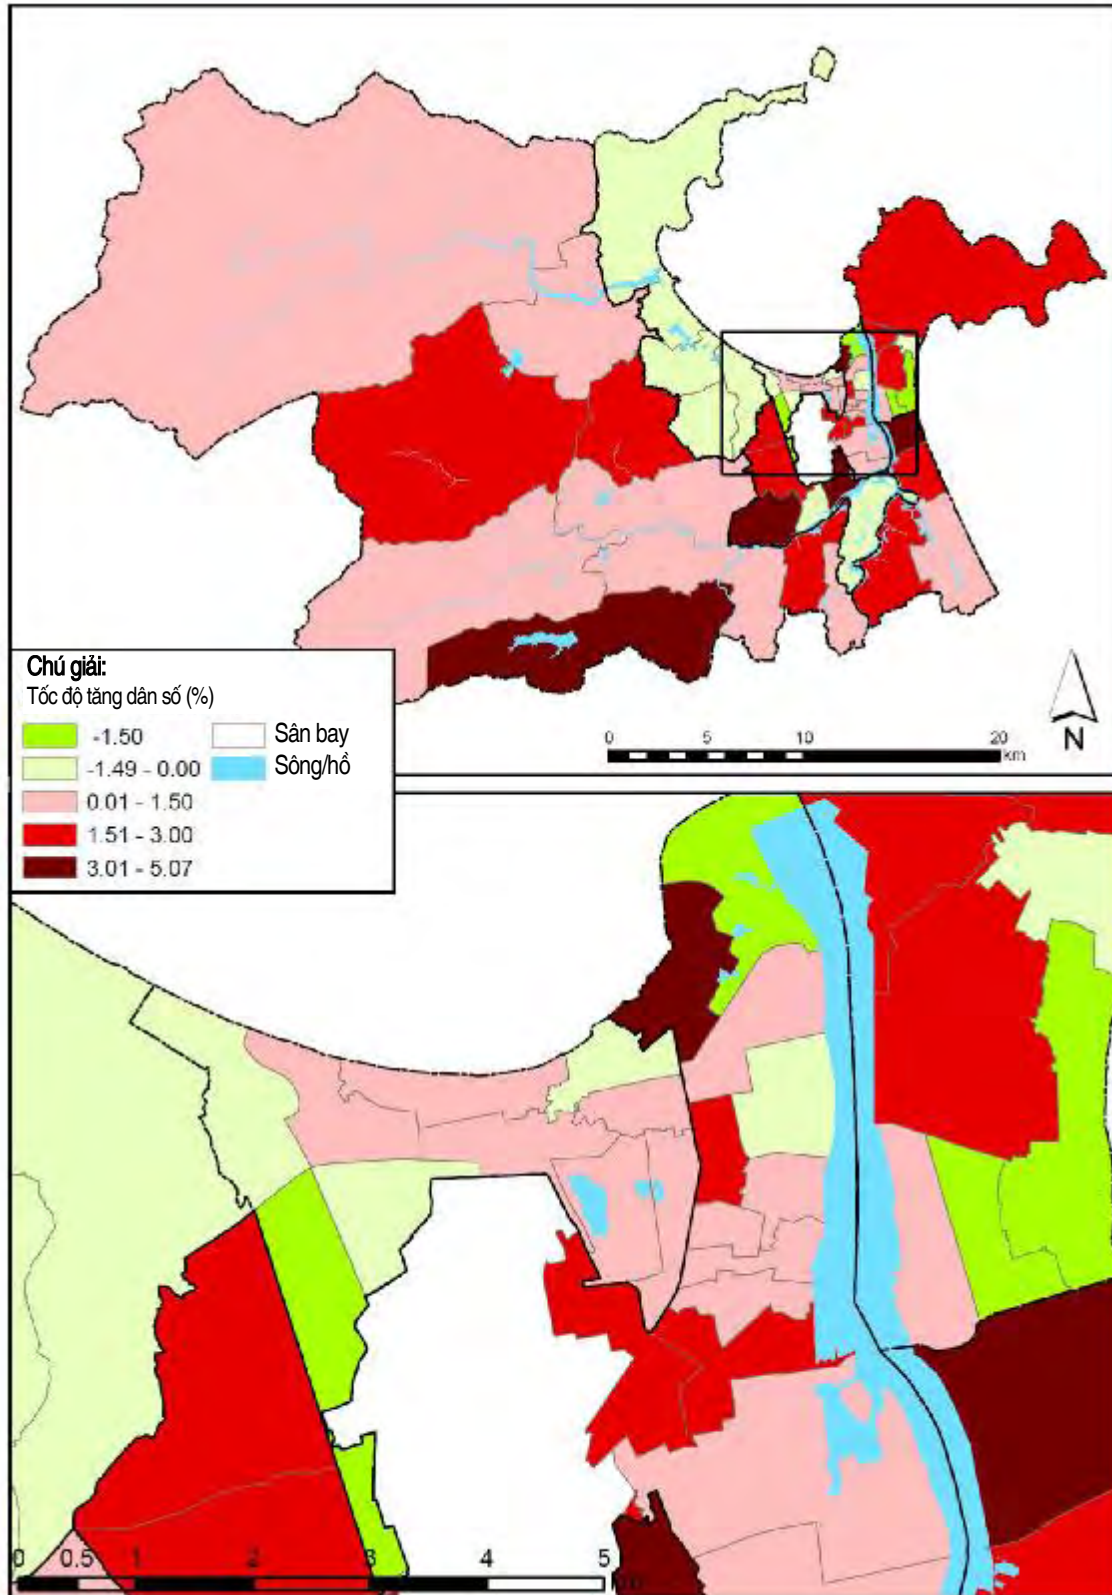 Chú giải:
Tốc độ tăng dân số (%)
-1.50
-1.49 - 0.00
0.01 - 1.50
1.51 - 3.00
3.01 - 5.07
Sân bay
Sông/hồ
0 5 10 20
km
N
0 0.5 1 2 3 4 5